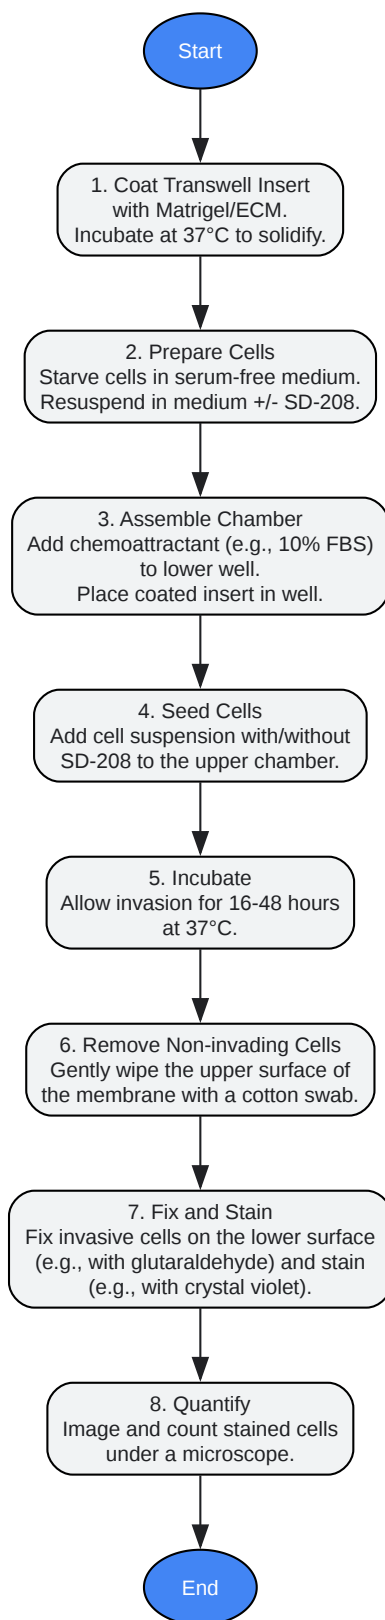 Start
1. Coat Transwell Insert
with Matrigel/ECM.
Incubate at 37°C to solidify.
2. Prepare Cells
Starve cells in serum-free medium.
Resuspend in medium +/- SD-208.
3. Assemble Chamber
Add chemoattractant (e.g., 10% FBS)
to lower well.
Place coated insert in well.
4. Seed Cells
Add cell suspension with/without
SD-208 to the upper chamber.
5. Incubate
Allow invasion for 16-48 hours
at 37°C.
6. Remove Non-invading Cells
Gently wipe the upper surface of
the membrane with a cotton swab.
7. Fix and Stain
Fix invasive cells on the lower surface
(e.g., with glutaraldehyde) and stain
(e.g., with crystal violet).
8. Quantify
Image and count stained cells
under a microscope.
End